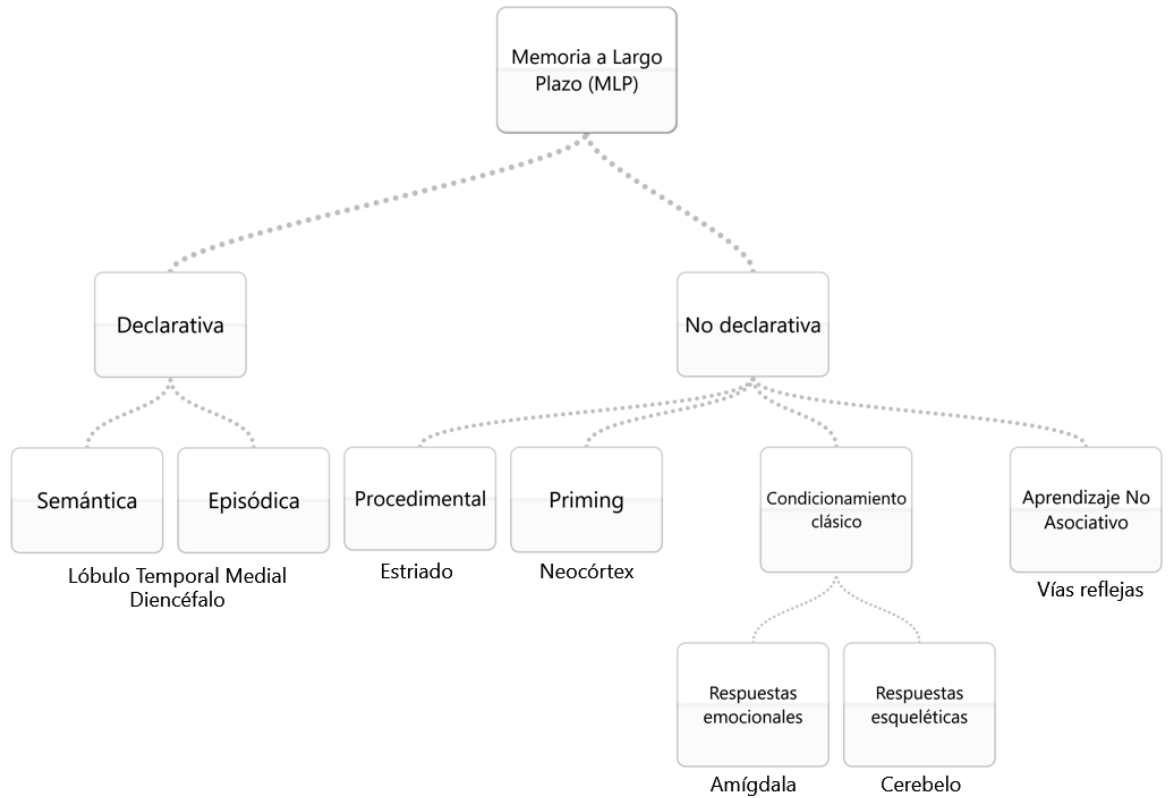 Memoria a Largo
Plazo (MLP)
Declarativa
No declarativa
Semántica
Episódica
Procedimental
Priming
Condicionamiento
clásico
Aprendizaje No
Asociativo
Lóbulo Temporal Medial
Diencéfalo
Estriado
Neocórtex
Vías reflejas
Respuestas
emocionales
Respuestas
esqueléticas
Amígdala
Cerebelo